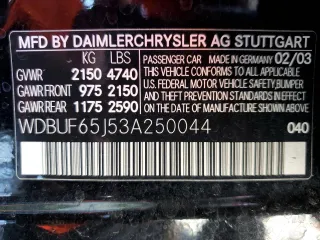 MFD BY DAIMLERCHRYSLER AG STUTTGART
KG LBS MADE IN GERMANY 02/03
GVWR 2150 4740 THIS VEHICLE CONFORMS TO ALL APPLICABLE
GAWR FRONT 975 2150 U.S. FEDERAL MOTOR VEHICLE SAFETY, BUMPER
AND THEFT PREVENTION STANDARDS IN EFFECT
GAWR REAR 1175 2590 ON THE DATE OF MANUFACTURE SHOWN ABOVE
WDBUF65J53A250044 040